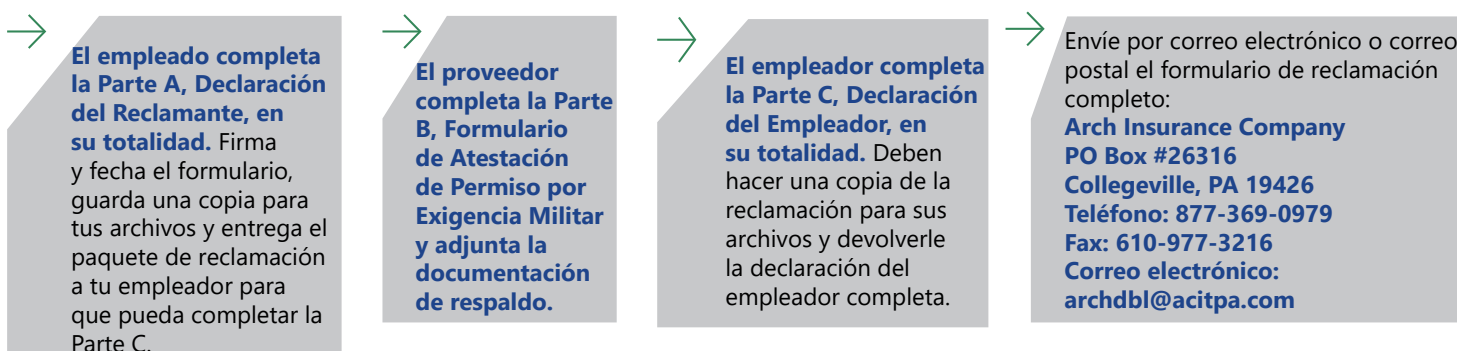 El empleado completa
la Parte A, Declaración
del Reclamante, en
su totalidad. Firma
y fecha el formulario,
guarda una copia para
tus archivos y entrega el
paquete de reclamación
a tu empleador para
que pueda completar la
Parte C.
El proveedor
completa la Parte
B, Formulario
de Atestación
de Permiso por
Exigencia Militar
y adjunta la
documentación
de respaldo.
El empleador completa
la Parte C, Declaración
del Empleador, en
su totalidad. Deben
hacer una copia de la
reclamación para sus
archivos y devolverle
la declaración del
empleador completa.
Envíe por correo electrónico o correo
postal el formulario de reclamación
completo:
Arch Insurance Company
PO Box #26316
Collegeville, PA 19426
Teléfono: 877-369-0979
Fax: 610-977-3216
Correo electrónico:
archdbl@acitpa.com